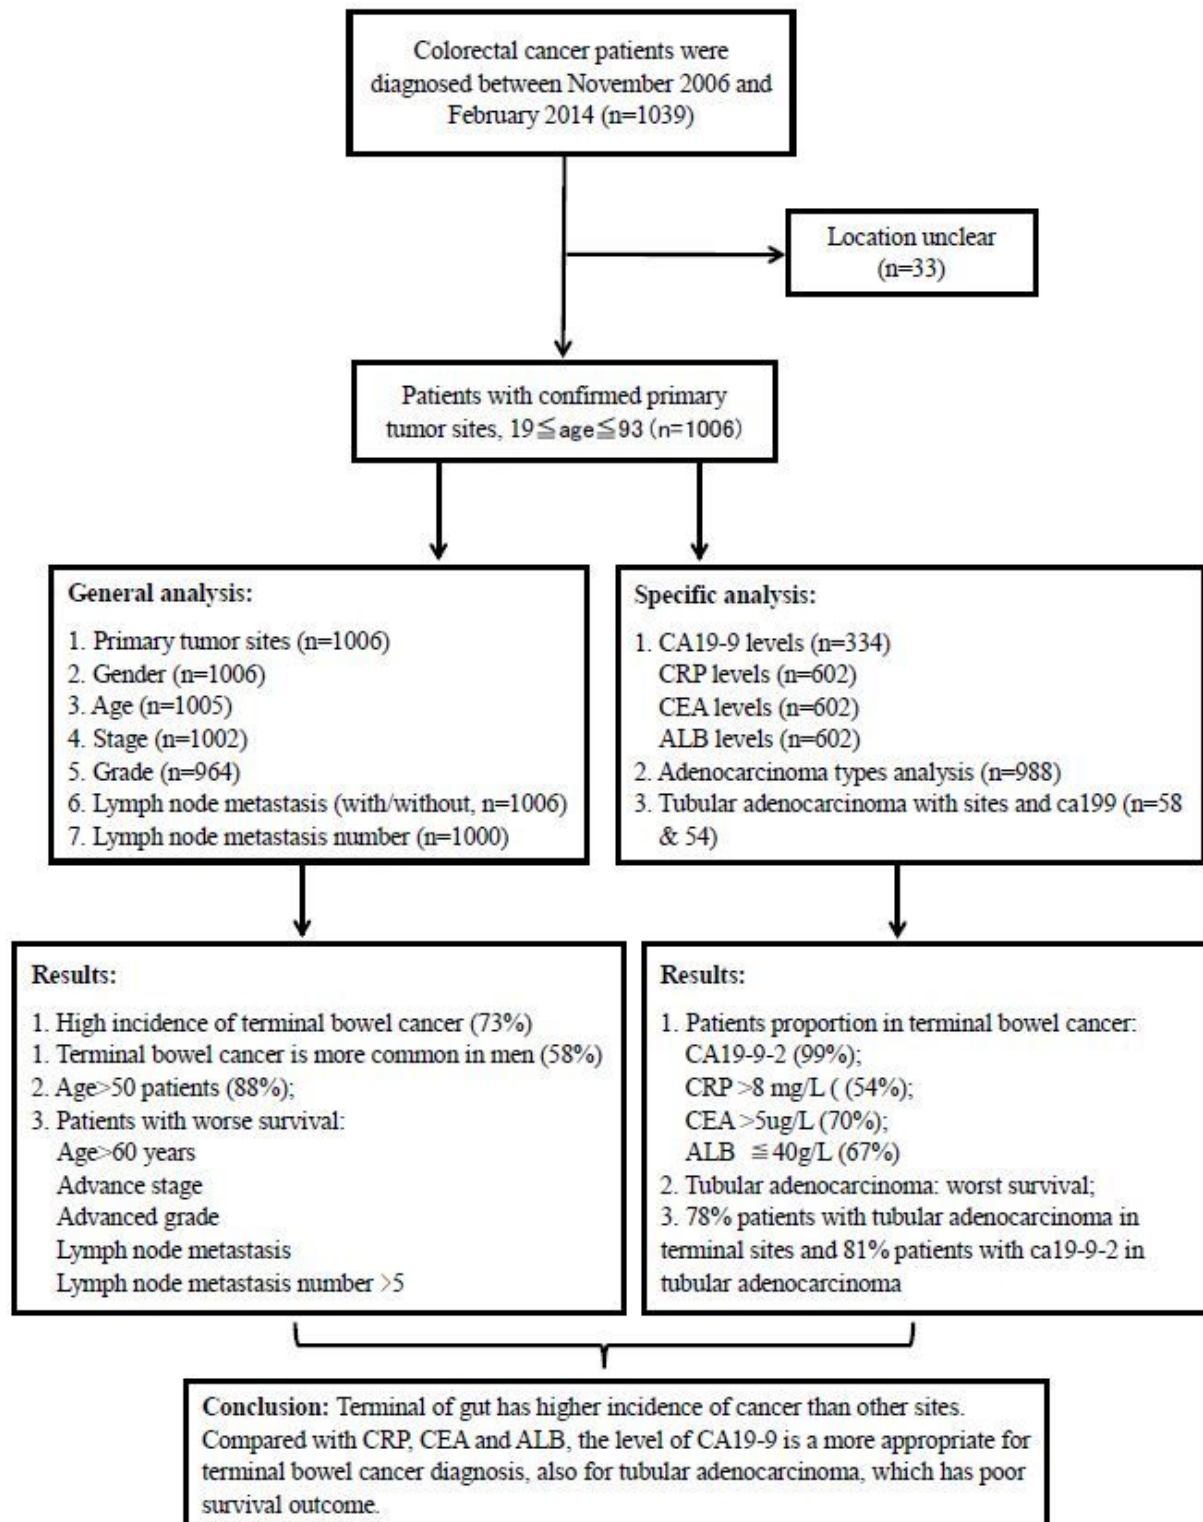 Colorectal cancer patients were
diagnosed between November 2006 and
February 2014 (n=1039)
Location unclear
(n=33)
Patients with confirmed primary
tumor sites, 19≦age≦93 (n=1006)
General analysis:
1. Primary tumor sites (n=1006)
2. Gender (n=1006)
3. Age (n=1005)
4. Stage (n=1002)
5. Grade (n=964)
6. Lymph node metastasis (with/without, n=1006)
7. Lymph node metastasis number (n=1000)
Specific analysis:
1. CA19-9 levels (n=334)
CRP levels (n=602)
CEA levels (n=602)
ALB levels (n=602)
2. Adenocarcinoma types analysis (n=988)
3. Tubular adenocarcinoma with sites and ca199 (n=58
& 54)
Results:
1. High incidence of terminal bowel cancer (73%)
1. Terminal bowel cancer is more common in men (58%)
2. Age>50 patients (88%);
3. Patients with worse survival:
Age>60 years
Advance stage
Advanced grade
Lymph node metastasis
Lymph node metastasis number >5
Results:
1. Patients proportion in terminal bowel cancer:
CA19-9-2 (99%);
CRP >8 mg/L ( (54%);
CEA >5ug/L (70%);
ALB ≦40g/L (67%)
2. Tubular adenocarcinoma: worst survival;
3. 78% patients with tubular adenocarcinoma in
terminal sites and 81% patients with ca19-9-2 in
tubular adenocarcinoma
Conclusion: Terminal of gut has higher incidence of cancer than other sites.
Compared with CRP, CEA and ALB, the level of CA19-9 is a more appropriate for
terminal bowel cancer diagnosis, also for tubular adenocarcinoma, which has poor
survival outcome.